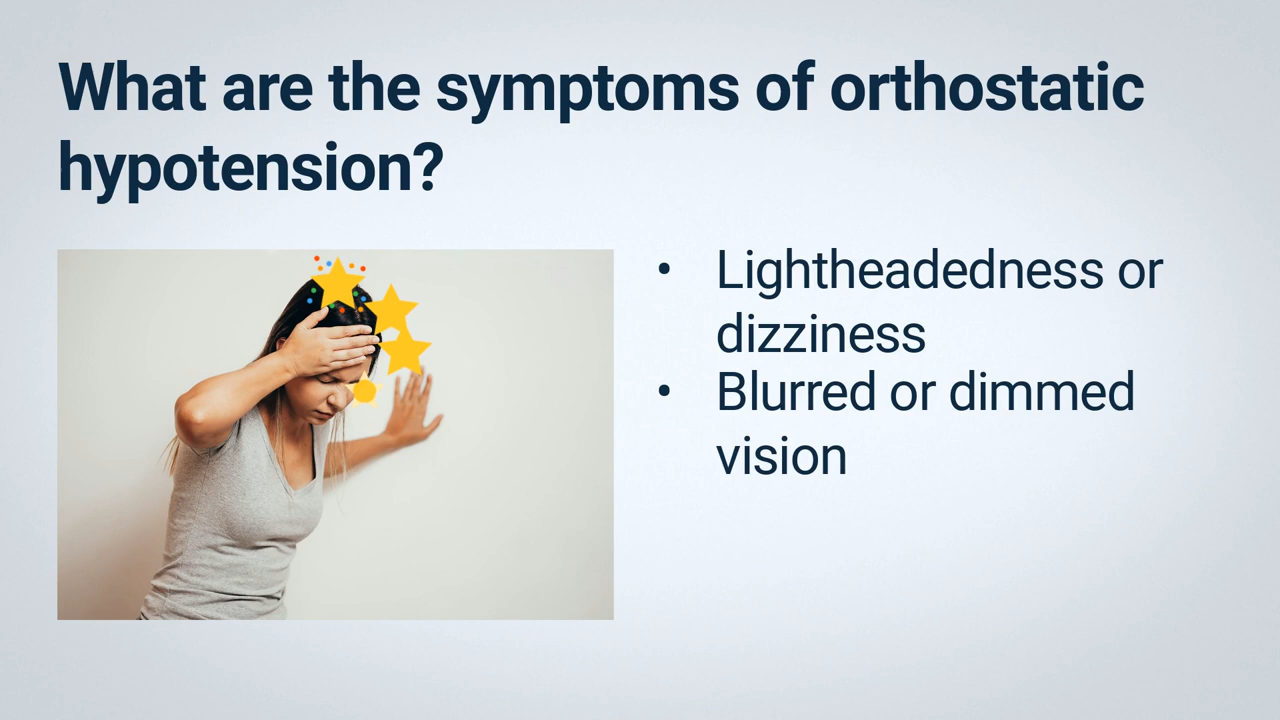 What are the symptoms of orthostatic
hypotension?
• Lightheadedness or
dizziness
• Blurred or dimmed
vision